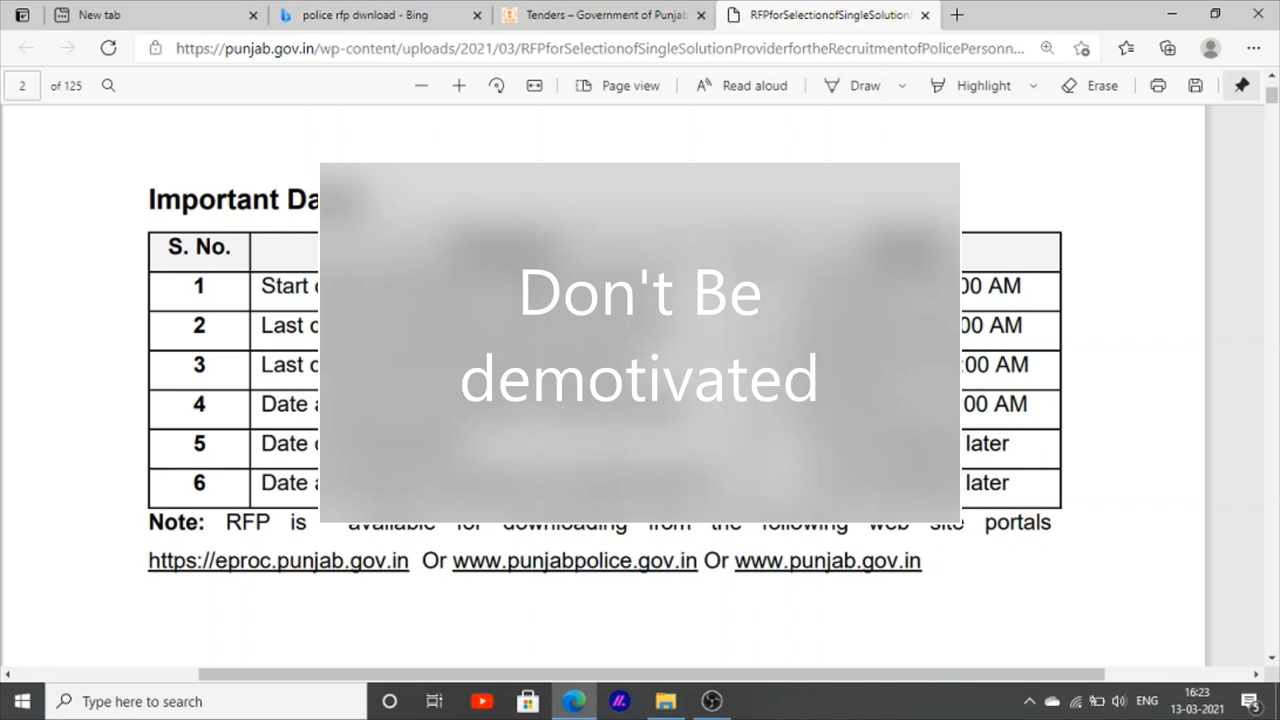 New tab
police rfp dwnload - Bing
Tenders – Government of Punjab
RFPforSelectionofSingleSolution
https://punjab.gov.in/wp-content/uploads/2021/03/RFPforSelectionofSingleSolutionProviderfortheRecruitmentofPolicePersonn...
2 of 125 Page view Read aloud Draw Highlight Erase
Important Da
S. No.
1 Start 00 AM
2 Last c 00 AM
3 Last c :00 AM
4 Date a :00 AM
5 Date later
6 Date a later
Don't Be
demotivated
Note: RFP is available for downloading from the following web site portals
https://eproc.punjab.gov.in Or www.punjabpolice.gov.in Or www.punjab.gov.in
Type here to search
ENG
16:23
13-03-2021
5